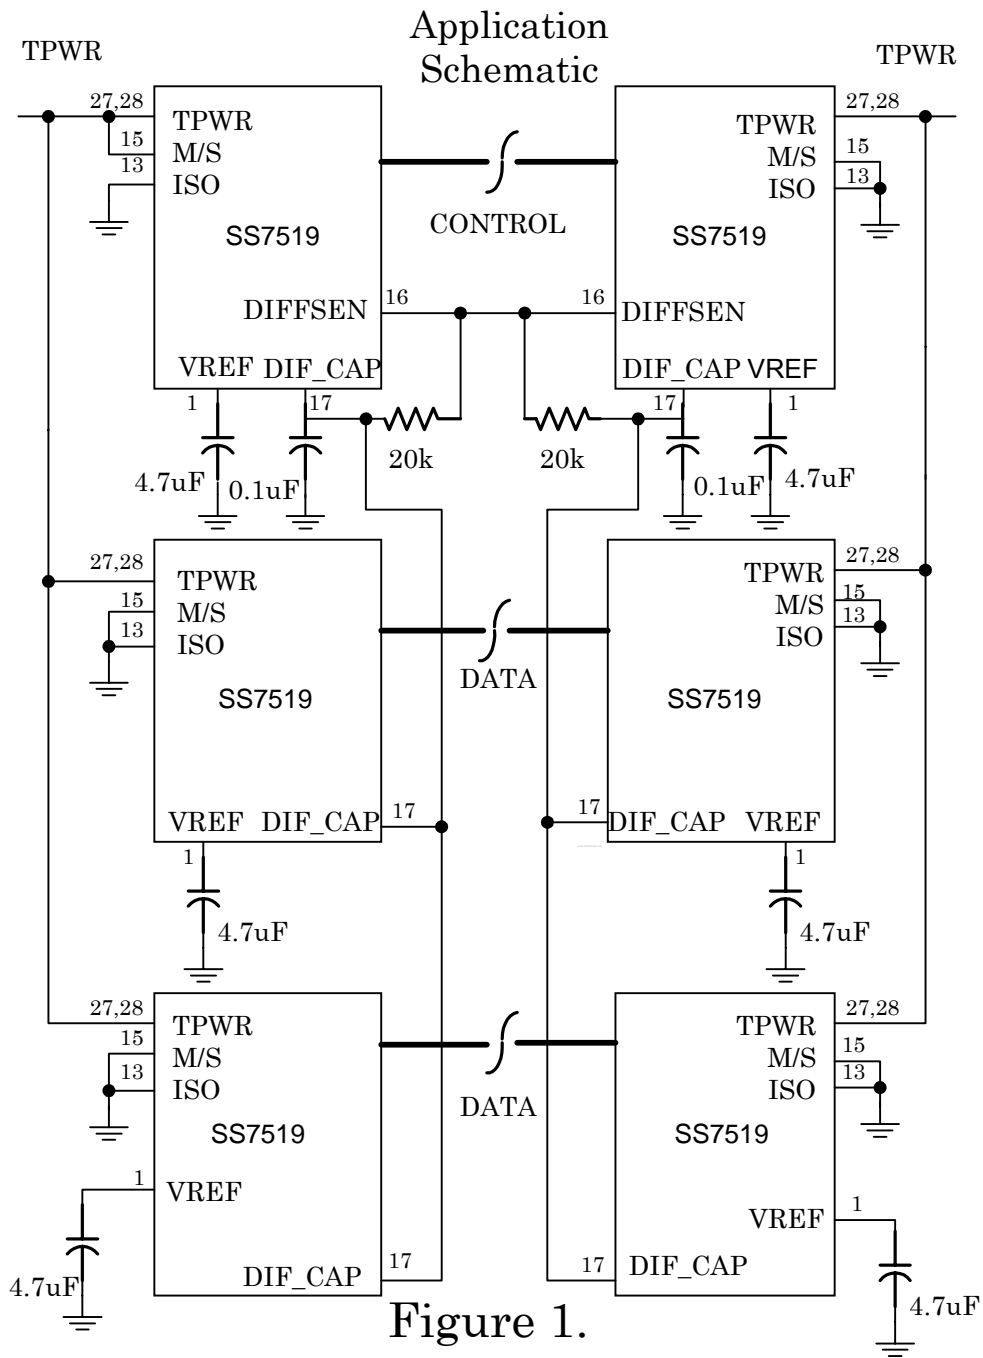 Application
Schematic
TPWR
TPWR
27,28
TPWR
15
M/S
13
ISO
SS7519
DIFFSEN
16
VREF
DIF_CAP
1
17
4.7uF
0.1uF
20k
CONTROL
27,28
TPWR
15
M/S
13
ISO
SS7519
16
DIFFSEN
DIF_CAP
VREF
17
1
20k
0.1uF
4.7uF
27,28
TPWR
15
M/S
13
ISO
SS7519
VREF
DIF_CAP
17
1
4.7uF
DATA
27,28
TPWR
15
M/S
13
ISO
SS7519
17
DIF_CAP
VREF
1
4.7uF
27,28
TPWR
15
M/S
13
ISO
SS7519
1
VREF
4.7uF
DIF_CAP
17
DATA
27,28
TPWR
15
M/S
13
ISO
SS7519
VREF
1
17
DIF_CAP
4.7uF
Figure 1.